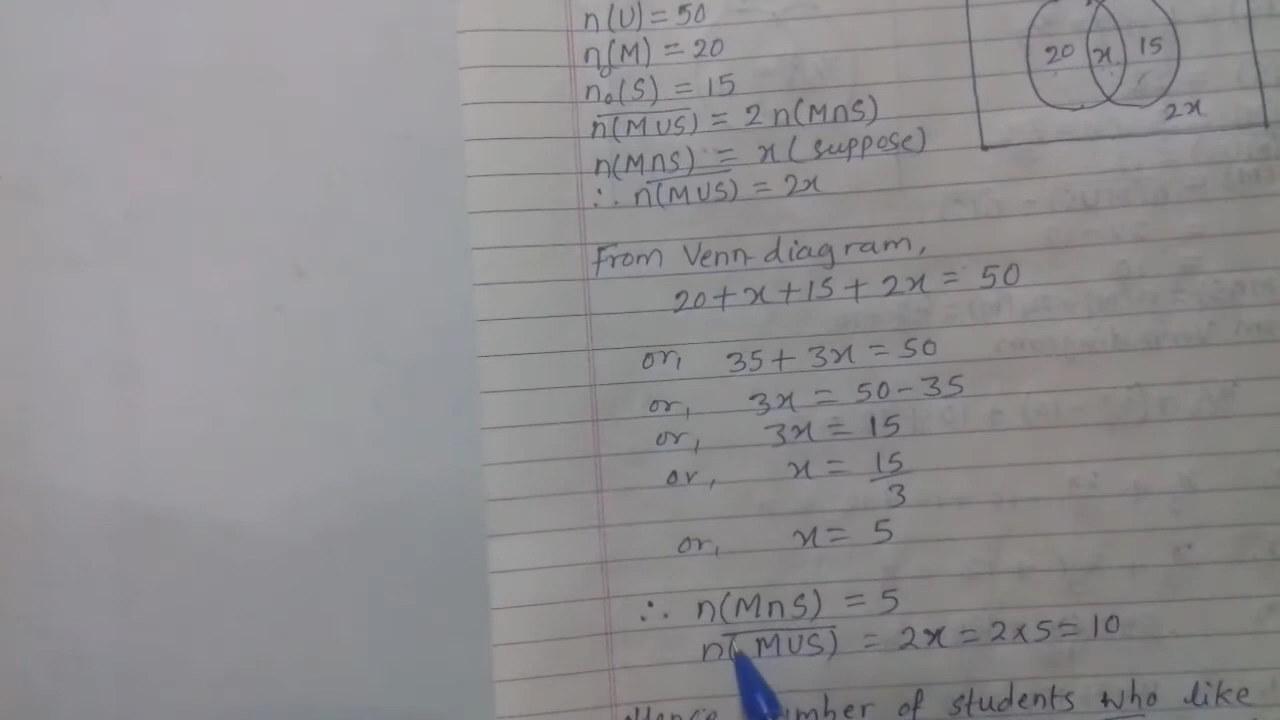 n(U) = 50
n₀(M) = 20
n₀(S) = 15
n(‾M∪S‾) = 2 n(M∩S)
n(M∩S) = x (suppose)
∴ n(‾M∪S‾) = 2x
20 x 15
2x
From Venn-diagram,
20 + x + 15 + 2x = 50
or, 35 + 3x = 50
or, 3x = 50 - 35
or, 3x = 15
or, x = 15/3
or, x = 5
∴ n(M∩S) = 5
n(‾M∪S‾) = 2x = 2×5 = 10
of students who like